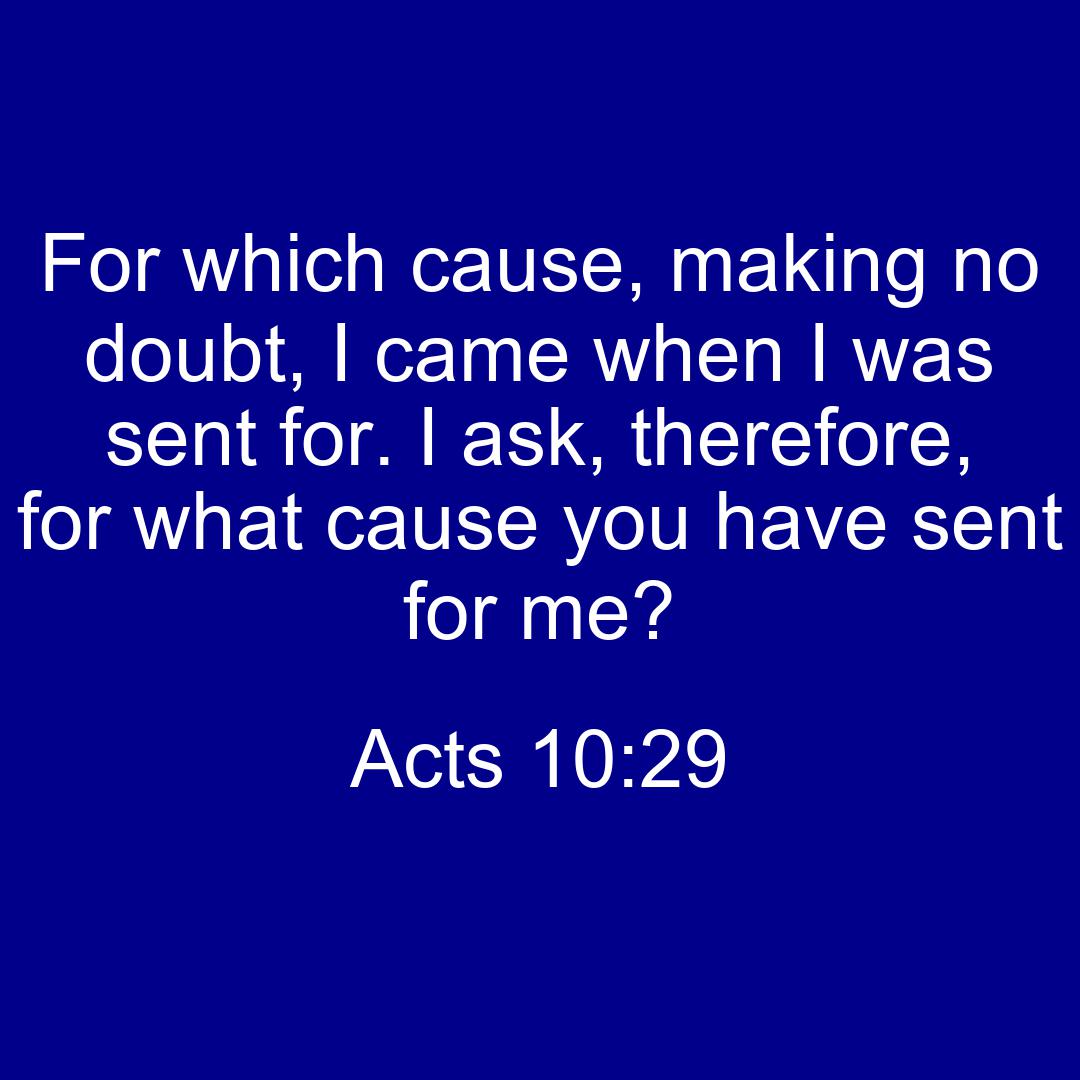 For which cause, making no
doubt, I came when I was
sent for. I ask, therefore,
for what cause you have sent
for me?
Acts 10:29